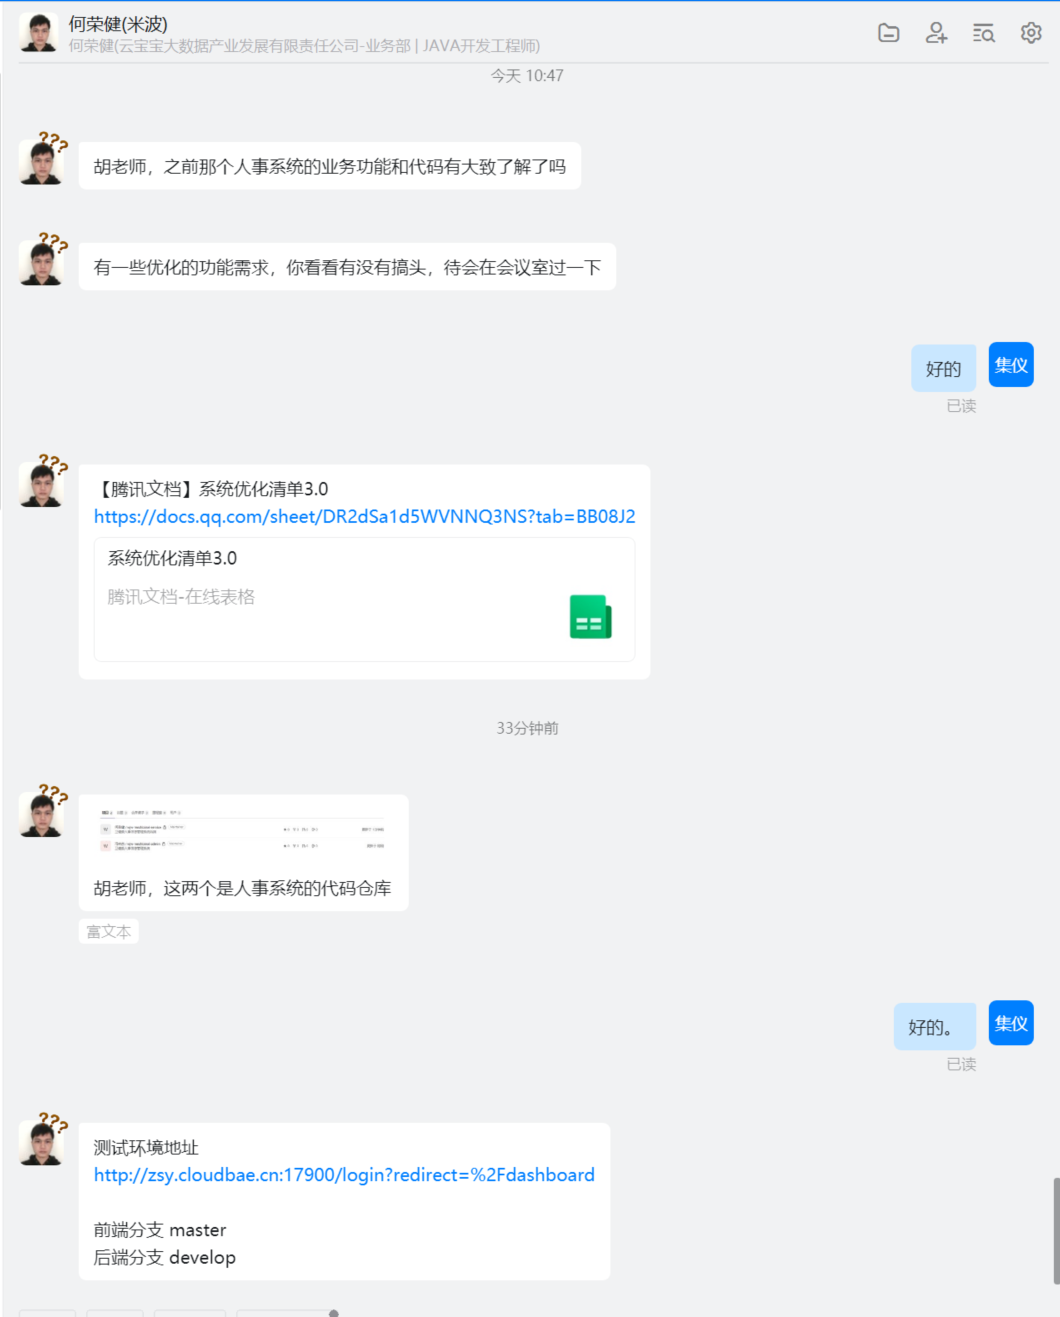 何荣健(米波)
何荣健(云宝宝大数据产业发展有限责任公司-业务部 | JAVA开发工程师)
今天 10:47
???
胡老师，之前那个人事系统的业务功能和代码有大致了解了吗
???
有一些优化的功能需求，你看看有没有搞头，待会在会议室过一下
好的
集仪
已读
???
【腾讯文档】系统优化清单3.0
https://docs.qq.com/sheet/DR2dSa1d5WVNNQ3NS?tab=BB08J2
系统优化清单3.0
腾讯文档-在线表格
33分钟前
???
胡老师，这两个是人事系统的代码仓库
富文本
好的。
集仪
已读
???
测试环境地址
http://zsy.cloudbae.cn:17900/login?redirect=%2Fdashboard
前端分支 master
后端分支 develop